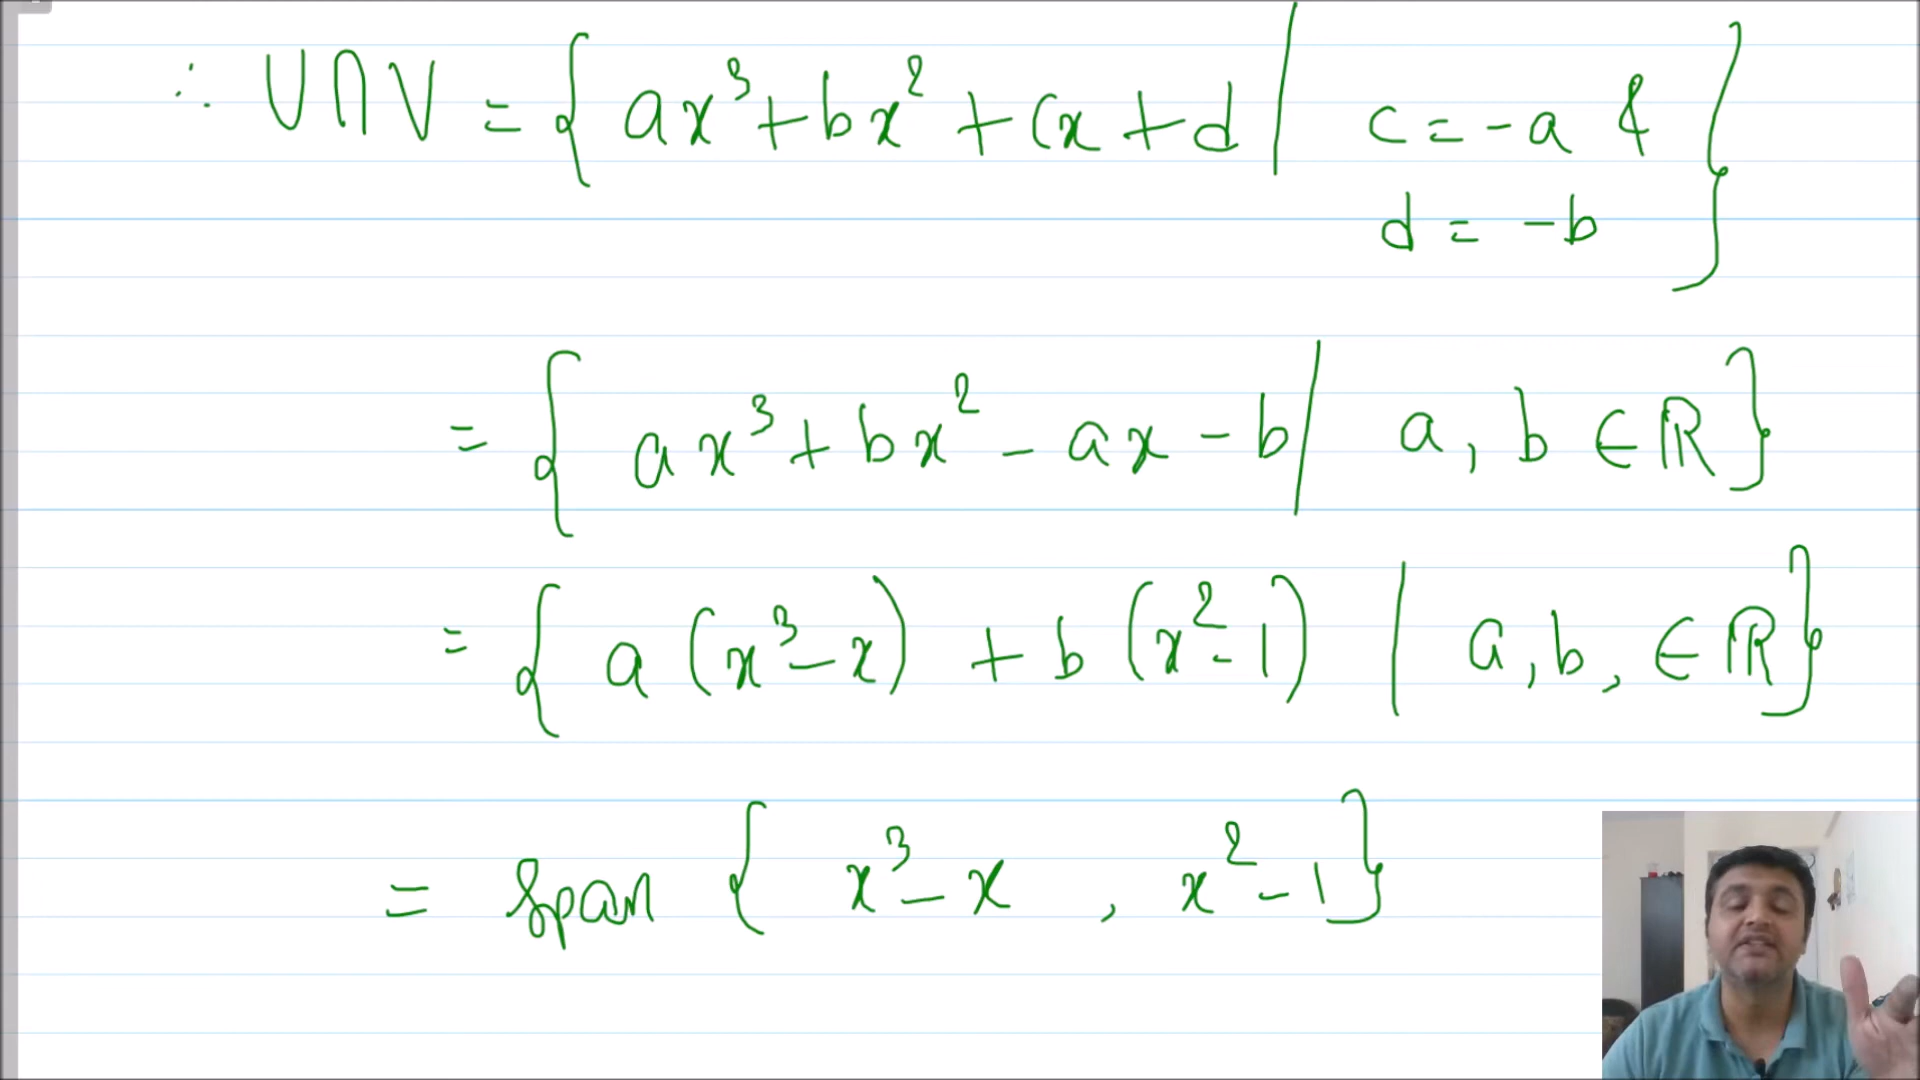 ∴ U∩V = { ax³ + bx² + cx + d | c = -a &
d = -b }
= { ax³ + bx² - ax - b | a, b ∈ ℝ }
= { a (x³ - x) + b (x² - 1) | a, b, ∈ ℝ }
= Span { x³ - x , x² - 1 }